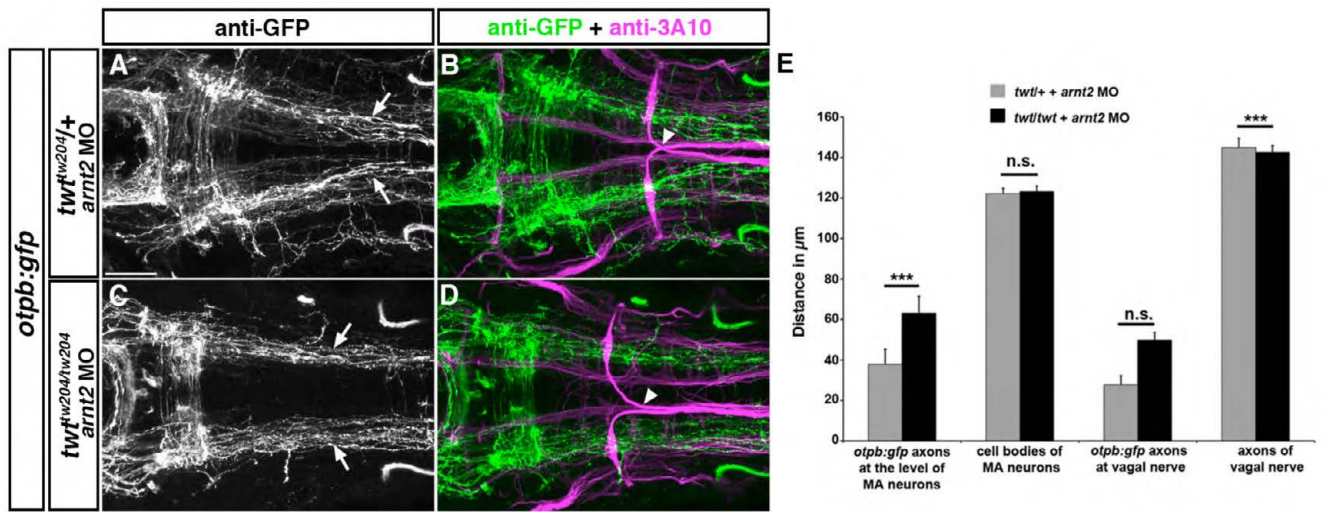 anti-GFP
anti-GFP + anti-3A10
otpb:gfp
twt^tw204/+
arnt2 MO
twt^tw204/tw204
arnt2 MO
A
B
C
D
E
twt/+ + arnt2 MO
twt/twt + arnt2 MO
Distance in µm
160
140
120
100
80
60
40
20
0
***
n.s.
n.s.
***
otpb:gfp axons
at the level of
MA neurons
cell bodies of
MA neurons
otpb:gfp axons
at vagal nerve
axons of
vagal nerve